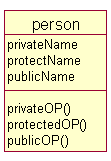 person
privateName
protectName
publicName
privateOP()
protectedOP()
publicOP()